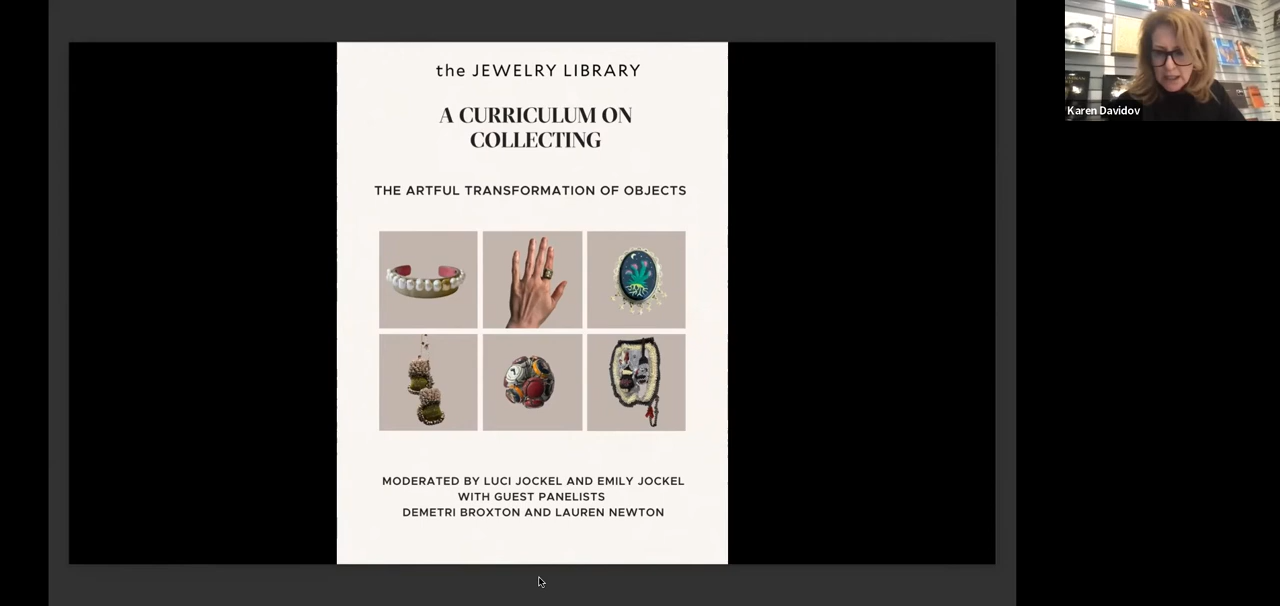 the JEWELRY LIBRARY
A CURRICULUM ON
COLLECTING
THE ARTFUL TRANSFORMATION OF OBJECTS
MODERATED BY LUCI JOCKEL AND EMILY JOCKEL
WITH GUEST PANELISTS
DEMETRI BROXTON AND LAUREN NEWTON
Karen Davidov